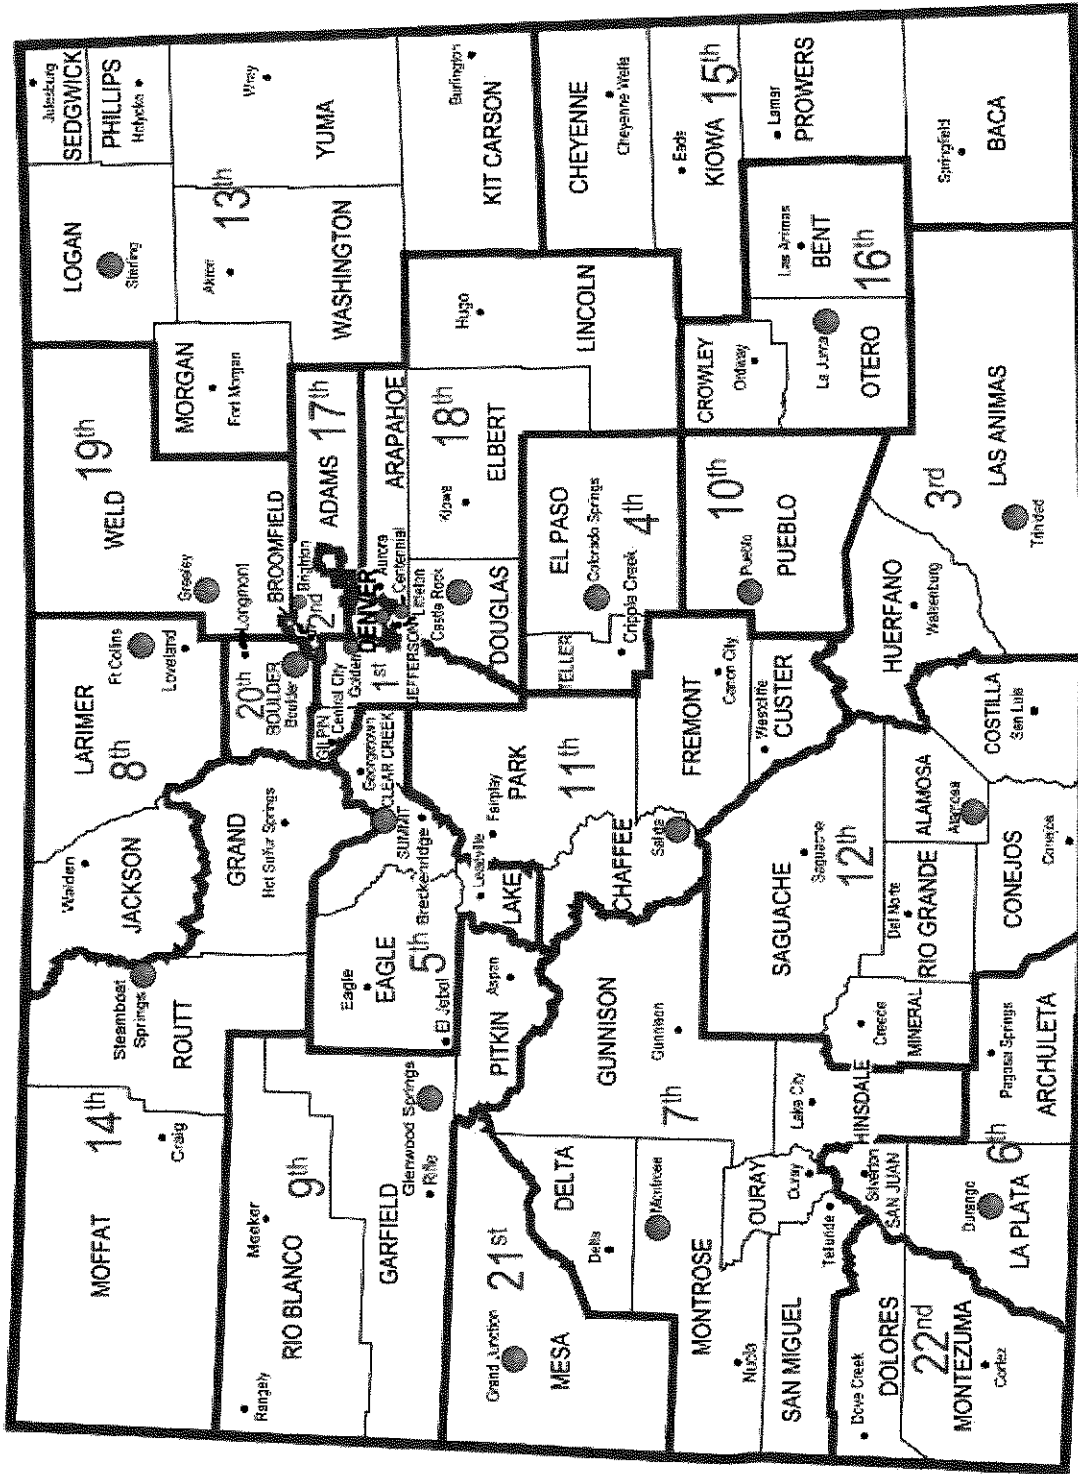 MOFFAT
14th
Craig
Steamboat
Springs
ROUTT
Walden
JACKSON
LARIMER
8th
Ft Collins
Loveland
WELD
19th
Greeley
LOGAN
Sterling
Julesburg
SEDGWICK
PHILLIPS
Holyoke
MORGAN
Fort Morgan
Akron
13th
WASHINGTON
Wray
YUMA
Rangely
Meeker
RIO BLANCO
9th
GARFIELD
Glenwood Springs
Rifle
GRAND
Hot Sulfur Springs
20th
BOULDER
Boulder
Longmont
BROOMFIELD
Brighton
ADAMS
17th
2nd
GILPIN
Central City
Golden
DENVER
1st
JEFFERSON
Georgetown
CLEAR CREEK
SUMMIT
Breckenridge
Eagle
EAGLE
5th
El Jebel
Aurora
Centennial
Littleton
ARAPAHOE
Castle Rock
DOUGLAS
Kiowa
18th
ELBERT
Hugo
LINCOLN
Burlington
KIT CARSON
Grand Junction
21st
MESA
DELTA
Delta
PITKIN
Aspen
Leadville
LAKE
Fairplay
PARK
11th
TELLER
Cripple Creek
EL PASO
Colorado Springs
4th
CHEYENNE
Cheyenne Wells
GUNNISON
Gunnison
7th
CHAFFEE
Salida
FREMONT
Canon City
Westcliffe
CUSTER
10th
Pueblo
PUEBLO
CROWLEY
Ordway
Eads
KIOWA
15th
MONTROSE
Montrose
Nucla
OURAY
Ouray
SAN MIGUEL
Telluride
Lake City
HINSDALE
SAGUACHE
Saguache
12th
La Junta
OTERO
Las Animas
BENT
16th
Lamar
PROWERS
Dove Creek
DOLORES
Silverton
SAN JUAN
Creede
MINERAL
Del Norte
RIO GRANDE
ALAMOSA
Alamosa
HUERFANO
Walsenburg
3rd
LAS ANIMAS
Trinidad
Springfield
BACA
22nd
MONTEZUMA
Cortez
Durango
LA PLATA
6th
Pagosa Springs
ARCHULETA
CONEJOS
Conejos
COSTILLA
San Luis